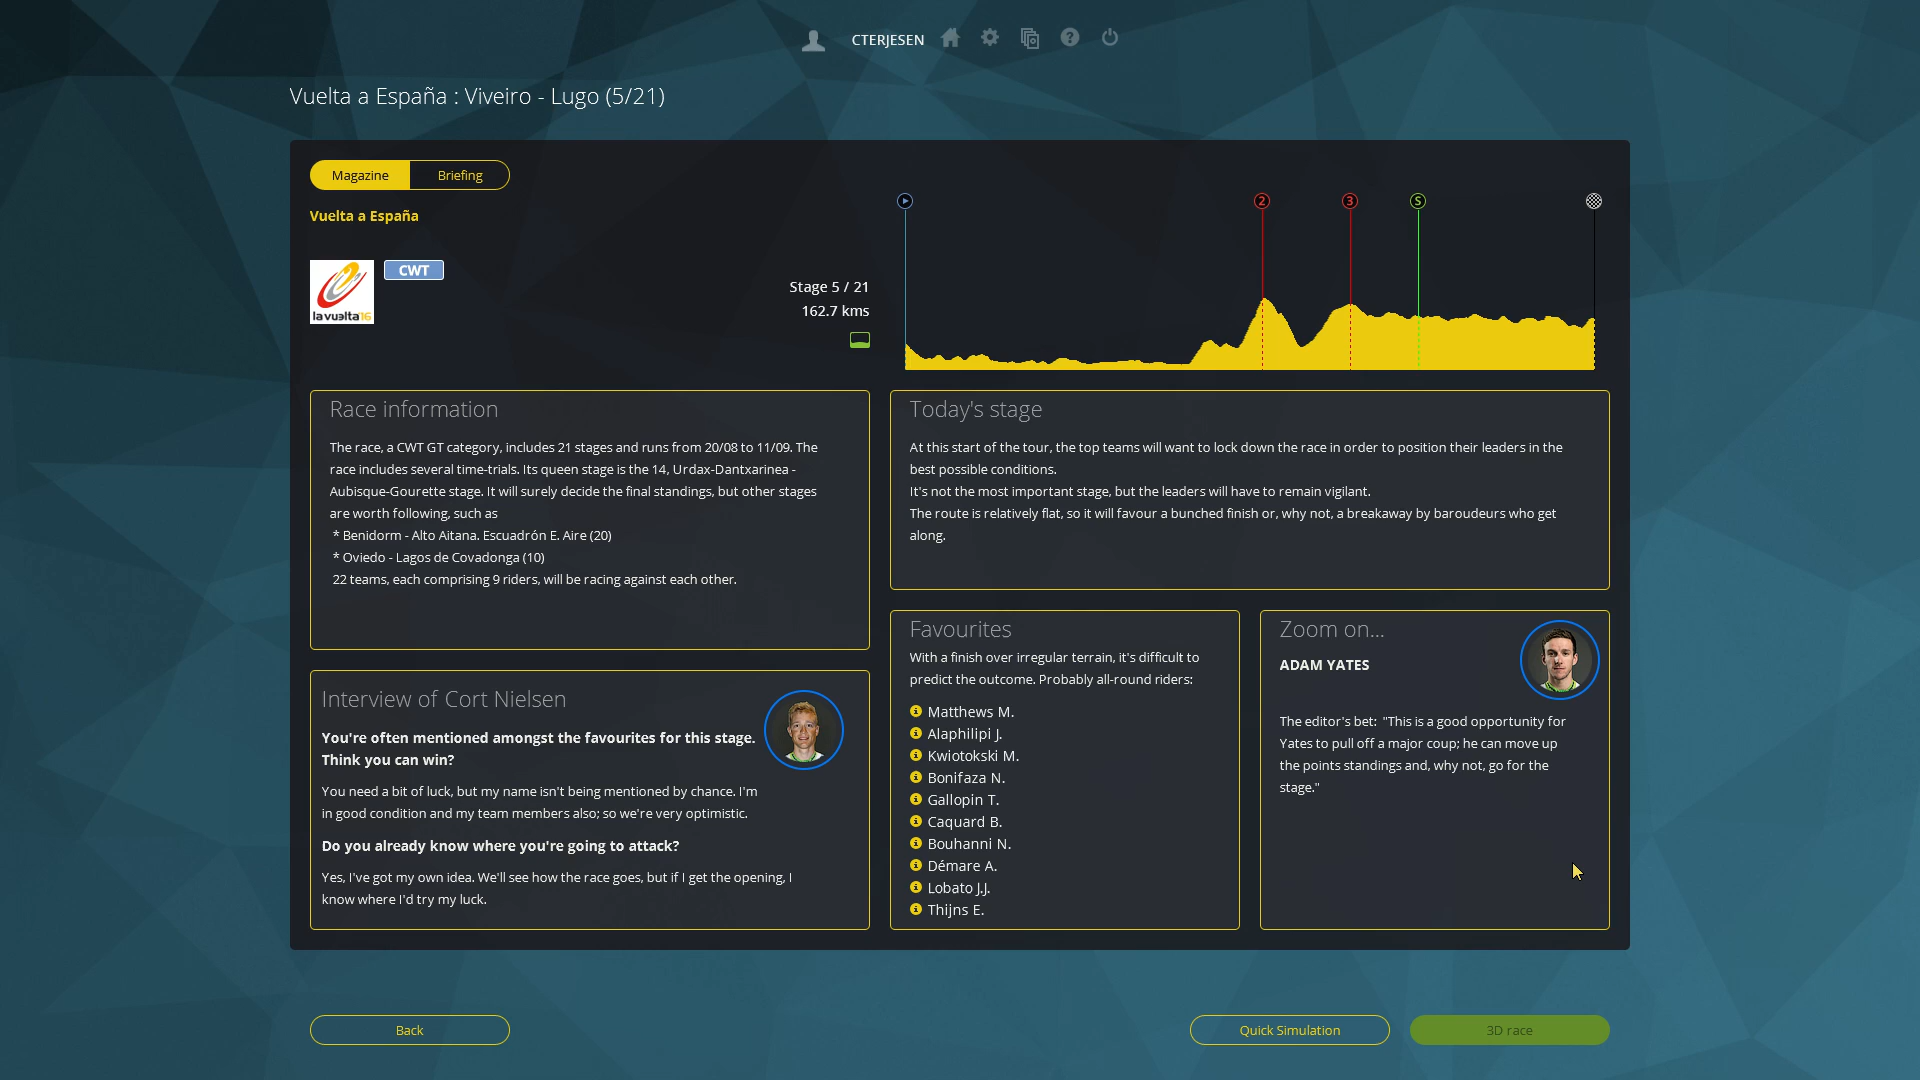 CTERJESEN
Vuelta a España : Viveiro - Lugo (5/21)
Magazine
Briefing
Vuelta a España
la vuelta'16
CWT
Stage 5 / 21
162.7 kms
2
3
S
Race information
The race, a CWT GT category, includes 21 stages and runs from 20/08 to 11/09. The
race includes several time-trials. Its queen stage is the 14, Urdax-Dantxarinea -
Aubisque-Gourette stage. It will surely decide the final standings, but other stages
are worth following, such as
* Benidorm - Alto Aitana. Escuadrón E. Aire (20)
* Oviedo - Lagos de Covadonga (10)
22 teams, each comprising 9 riders, will be racing against each other.
Today's stage
At this start of the tour, the top teams will want to lock down the race in order to position their leaders in the
best possible conditions.
It's not the most important stage, but the leaders will have to remain vigilant.
The route is relatively flat, so it will favour a bunched finish or, why not, a breakaway by baroudeurs who get
along.
Interview of Cort Nielsen
You're often mentioned amongst the favourites for this stage.
Think you can win?
You need a bit of luck, but my name isn't being mentioned by chance. I'm
in good condition and my team members also; so we're very optimistic.
Do you already know where you're going to attack?
Yes, I've got my own idea. We'll see how the race goes, but if I get the opening, I
know where I'd try my luck.
Favourites
With a finish over irregular terrain, it's difficult to
predict the outcome. Probably all-round riders:
Matthews M.
Alaphilipi J.
Kwiotokski M.
Bonifaza N.
Gallopin T.
Caquard B.
Bouhanni N.
Démare A.
Lobato J.J.
Thijns E.
Zoom on...
ADAM YATES
The editor's bet: "This is a good opportunity for
Yates to pull off a major coup; he can move up
the points standings and, why not, go for the
stage."
Back
Quick Simulation
3D race